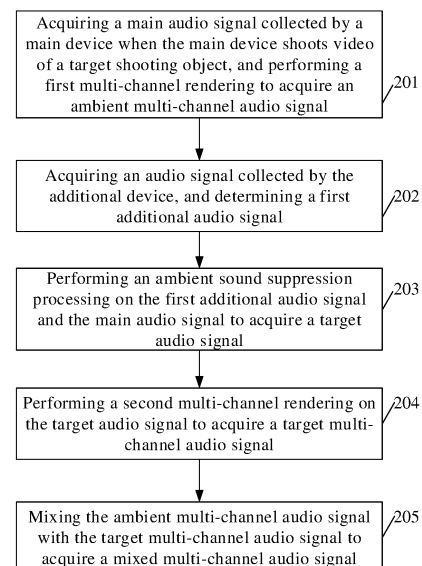 Acquiring a main audio signal collected by a
main device when the main device shoots video
of a target shooting object, and performing a
first multi-channel rendering to acquire an
ambient multi-channel audio signal
201
Acquiring an audio signal collected by the
additional device, and determining a first
additional audio signal
202
Performing an ambient sound suppression
processing on the first additional audio signal
and the main audio signal to acquire a target
audio signal
203
Performing a second multi-channel rendering on
the target audio signal to acquire a target multi-
channel audio signal
204
Mixing the ambient multi-channel audio signal
with the target multi-channel audio signal to
acquire a mixed multi-channel audio signal
205